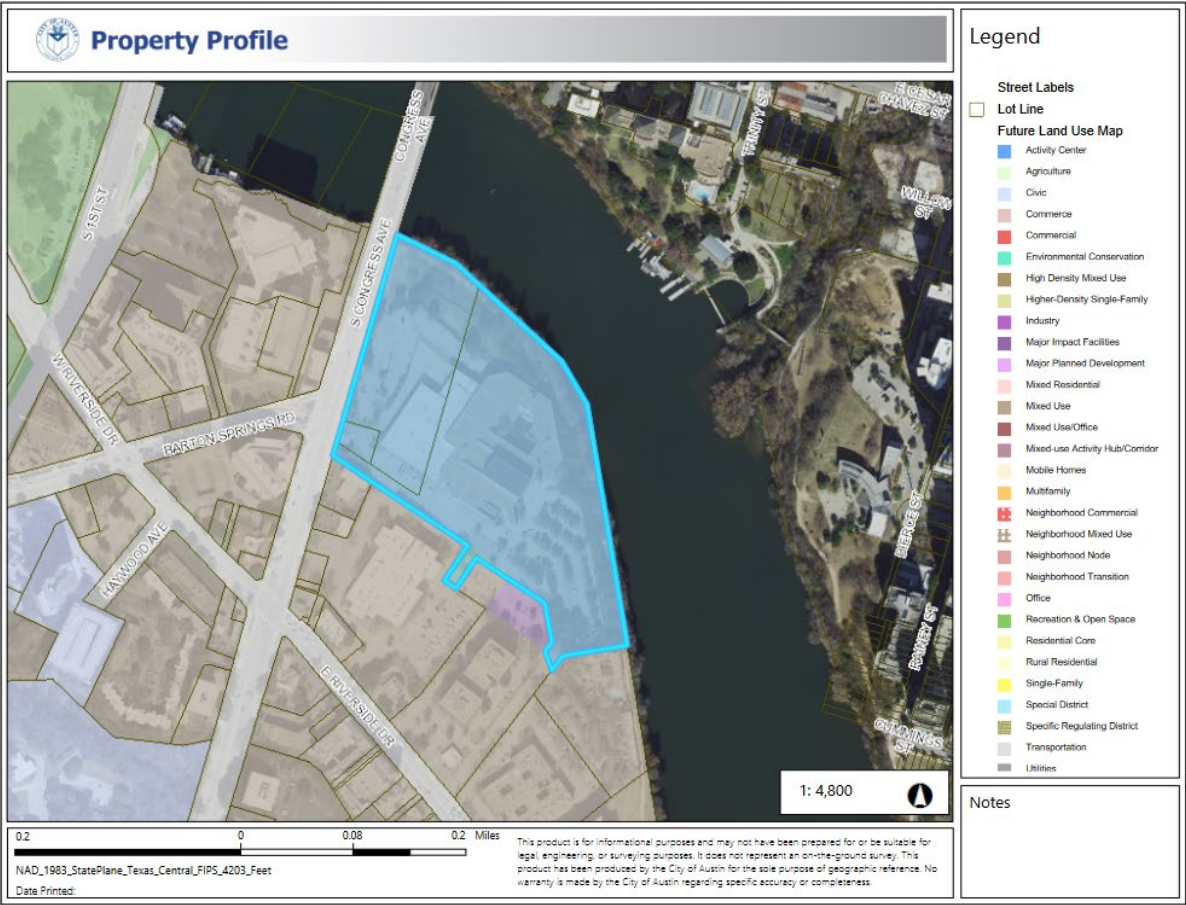 CITY OF AUSTIN
Property Profile
S 1ST ST
CONGRESS
AVE
S CONGRESS AVE
TRINITY ST
E CESAR
CHAVEZ ST
WILLOW
ST
W RIVERSIDE DR
BARTON SPRINGS RD
HAYWOOD AVE
E RIVERSIDE DR
BIERCE ST
RAINEY ST
CUMMINGS
ST
1: 4,800
Legend
Street Labels
Lot Line
Future Land Use Map
Activity Center
Agriculture
Civic
Commerce
Commercial
Environmental Conservation
High Density Mixed Use
Higher-Density Single-Family
Industry
Major Impact Facilities
Major Planned Development
Mixed Residential
Mixed Use
Mixed Use/Office
Mixed-use Activity Hub/Corridor
Mobile Homes
Multifamily
Neighborhood Commercial
Neighborhood Mixed Use
Neighborhood Node
Neighborhood Transition
Office
Recreation & Open Space
Residential Core
Rural Residential
Single-Family
Special District
Specific Regulating District
Transportation
Utilities
Notes
0.2 0 0.08 0.2 Miles
NAD_1983_StatePlane_Texas_Central_FIPS_4203_Feet
Date Printed:
This product is for informational purposes and may not have been prepared for or be suitable for
legal, engineering, or surveying purposes. It does not represent an on-the-ground survey. This
product has been produced by the City of Austin for the sole purpose of geographic reference. No
warranty is made by the City of Austin regarding specific accuracy or completeness.